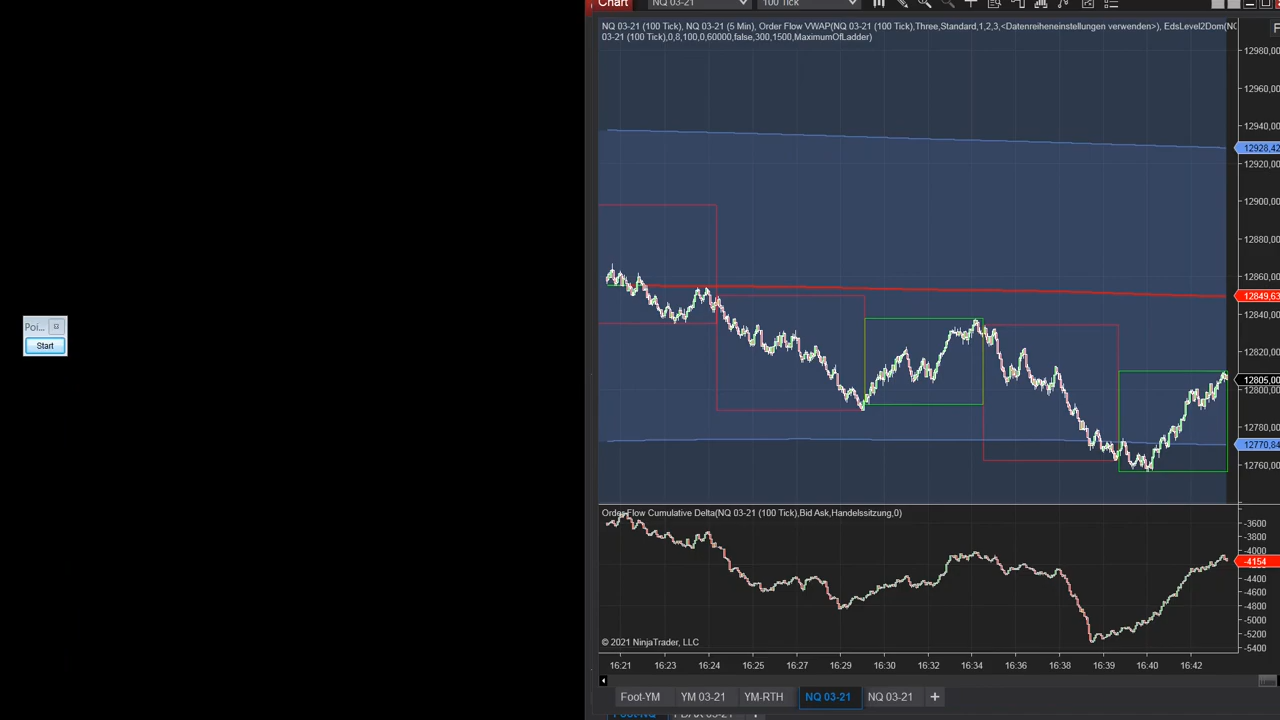 Chart
NQ 03-21
100 Tick
NQ 03-21 (100 Tick), NQ 03-21 (5 Min), Order Flow VWAP(NQ 03-21 (100 Tick),Three,Standard,1,2,3,<Datenreiheneinstellungen verwenden>), EdsLevel2Dom(NQ
03-21 (100 Tick),0,8,100,0,60000,false,300,1500,MaximumOfLadder)
F
12980,00
12960,00
12940,00
12928,42
12900,00
12880,00
12860,00
12849,63
12840,00
12820,00
12805,00
12800,00
12780,00
12770,84
12760,00
Poi...
Start
Order Flow Cumulative Delta(NQ 03-21 (100 Tick),Bid Ask,Handelssitzung,0)
-3600
-3800
-4000
-4154
-4400
-4600
-4800
-5000
-5200
-5400
© 2021 NinjaTrader, LLC
16:21 16:23 16:24 16:25 16:27 16:29 16:30 16:32 16:34 16:36 16:38 16:39 16:40 16:42
Foot-YM YM 03-21 YM-RTH NQ 03-21 NQ 03-21 +